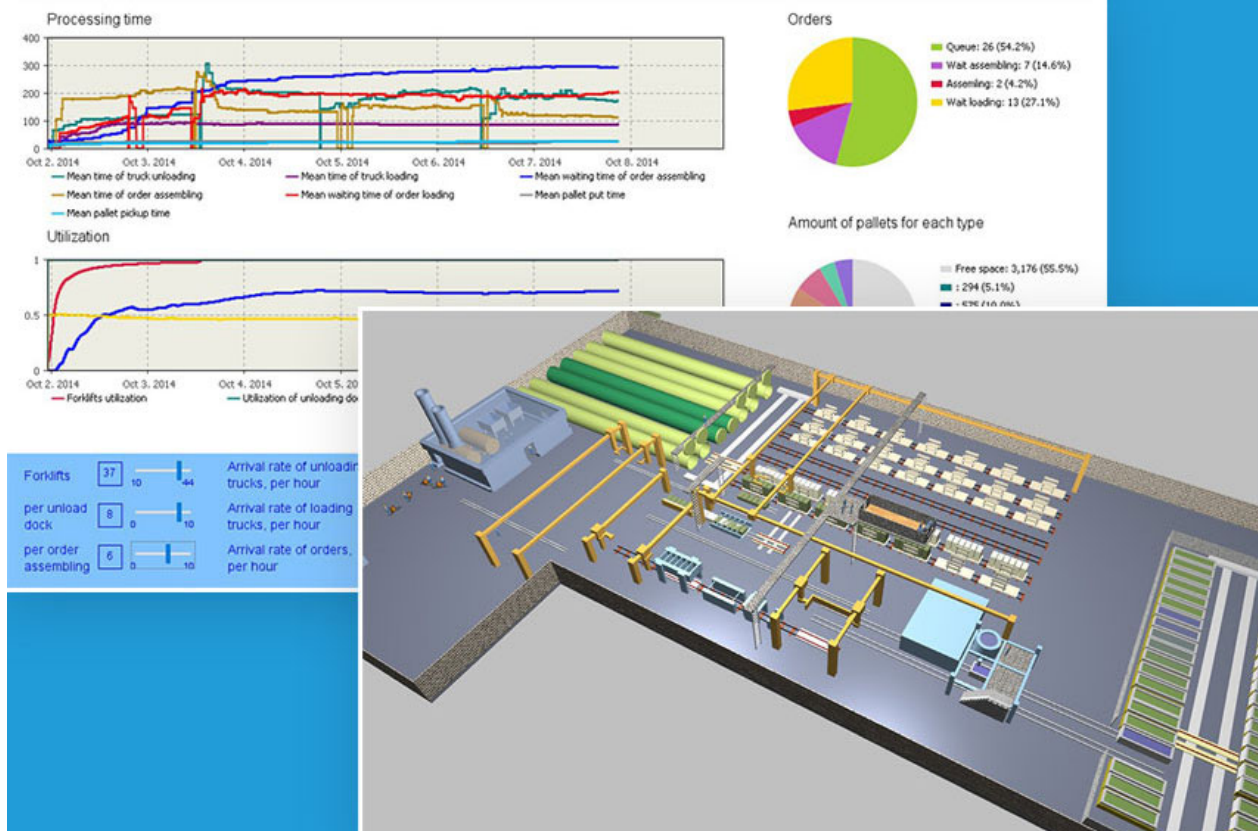 Processing time
400
300
200
100
0
Oct 2, 2014
Oct 3, 2014
Oct 4, 2014
Oct 5, 2014
Oct 6, 2014
Oct 7, 2014
Oct 8, 2014
Mean time of truck unloading
Mean time of truck loading
Mean waiting time of order assembling
Mean time of order assembling
Mean waiting time of order loading
Mean pallet put time
Mean pallet pickup time
Orders
Queue: 26 (54.2%)
Wait assembling: 7 (14.6%)
Assemling: 2 (4.2%)
Wait loading: 13 (27.1%)
Utilization
1
0.5
0
Oct 2, 2014
Oct 3, 2014
Oct 4, 2014
Oct 5,
Forklifts utilization
Utilization of unloading do
Amount of pallets for each type
Free space: 3,176 (55.5%)
: 294 (5.1%)
: 575 (10.0%)
Forklifts
37
10
44
Arrival rate of unloadin
trucks, per hour
per unload
dock
8
0
10
Arrival rate of loading
trucks, per hour
per order
assembling
6
0
10
Arrival rate of orders,
per hour